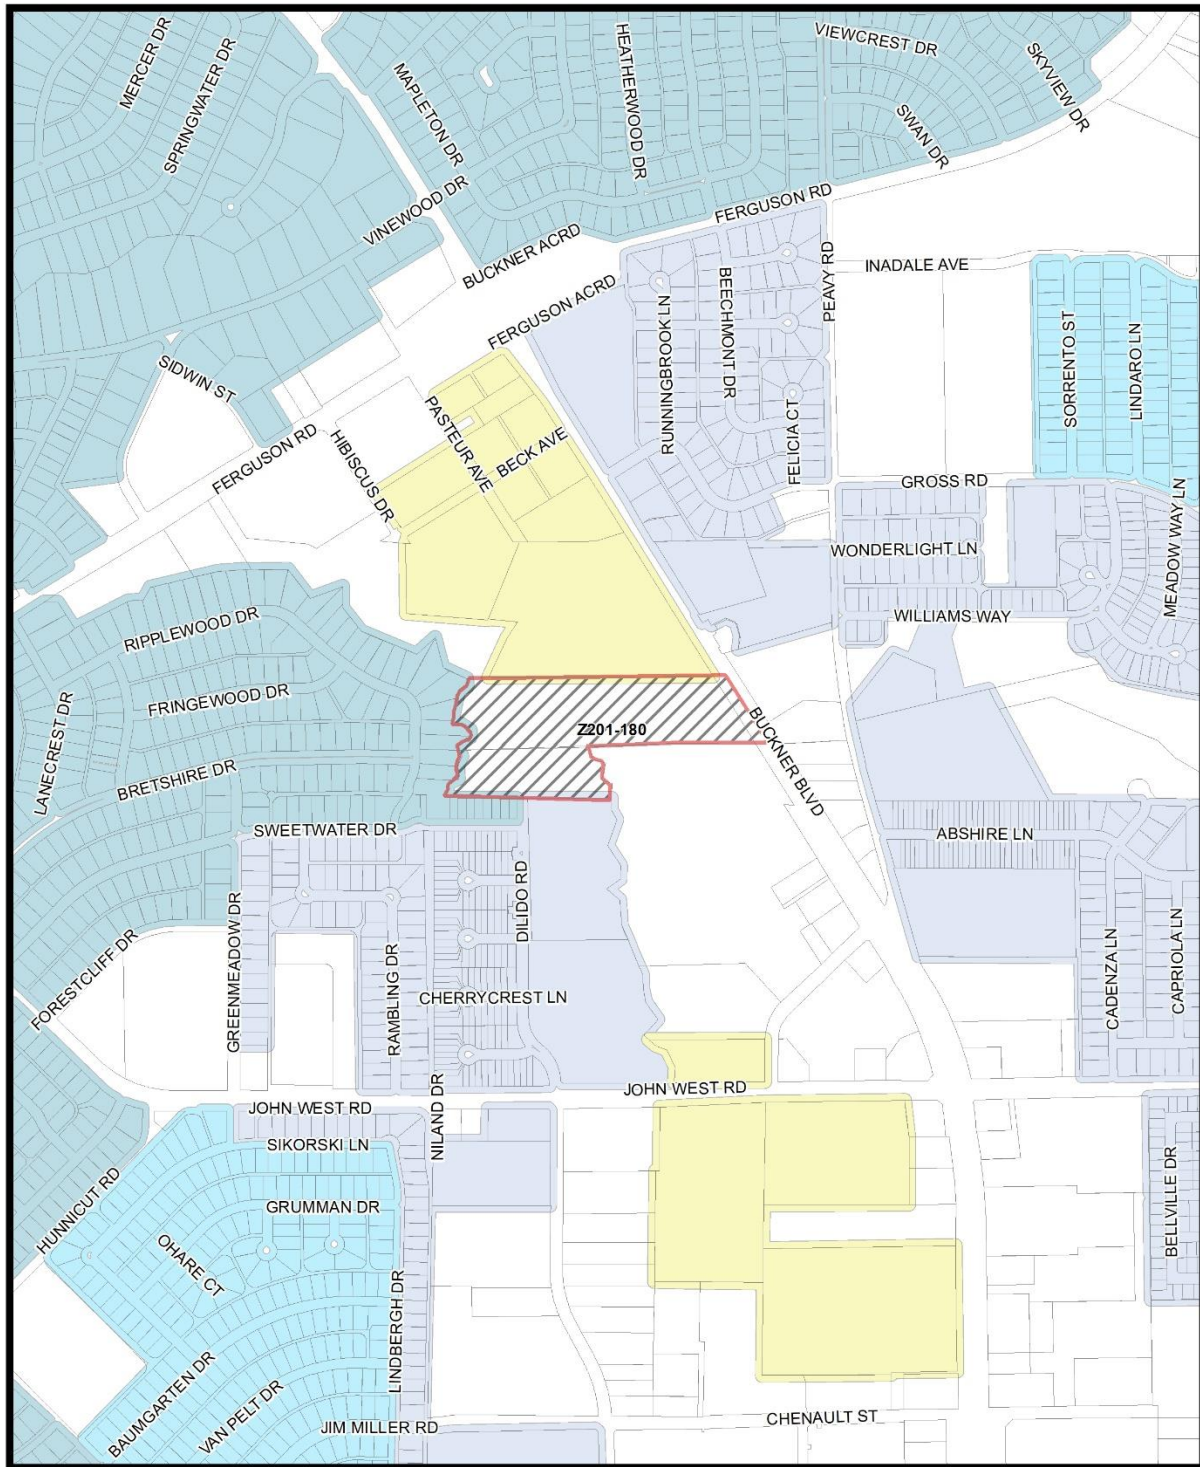 MERCER DR
SPRINGWATER DR
MAPLETON DR
HEATHERWOOD DR
VIEWCREST DR
SKYVIEW DR
SWAN DR
VINEWOOD DR
FERGUSON RD
BUCKNER ACRD
INADALE AVE
PEAVY RD
FERGUSON ACRD
RUNNINGBROOK LN
BEECHMONT DR
SORRENTO ST
LINDARO LN
SIDWIN ST
PASTEUR AVE
BECK AVE
FELICIA CT
FERGUSON RD
HIBISCUS DR
GROSS RD
MEADOW WAY LN
WONDERLIGHT LN
WILLIAMS WAY
RIPPLEWOOD DR
FRINGEWOOD DR
LANECREST DR
BRETSHIRE DR
Z201-180
BUCKNER BLVD
SWEETWATER DR
ABSHIRE LN
DILIDO RD
GREENMEADOW DR
FORESTCLIFF DR
RAMBLING DR
CHERRYCREST LN
CADENZA LN
CAPRIOLA LN
NILAND DR
JOHN WEST RD
JOHN WEST RD
SIKORSKI LN
HUNNICUT RD
GRUMMAN DR
OHARE CT
BELLVILLE DR
LINDBERGH DR
BAUMGARTEN DR
VAN PELT DR
JIM MILLER RD
CHENAULT ST